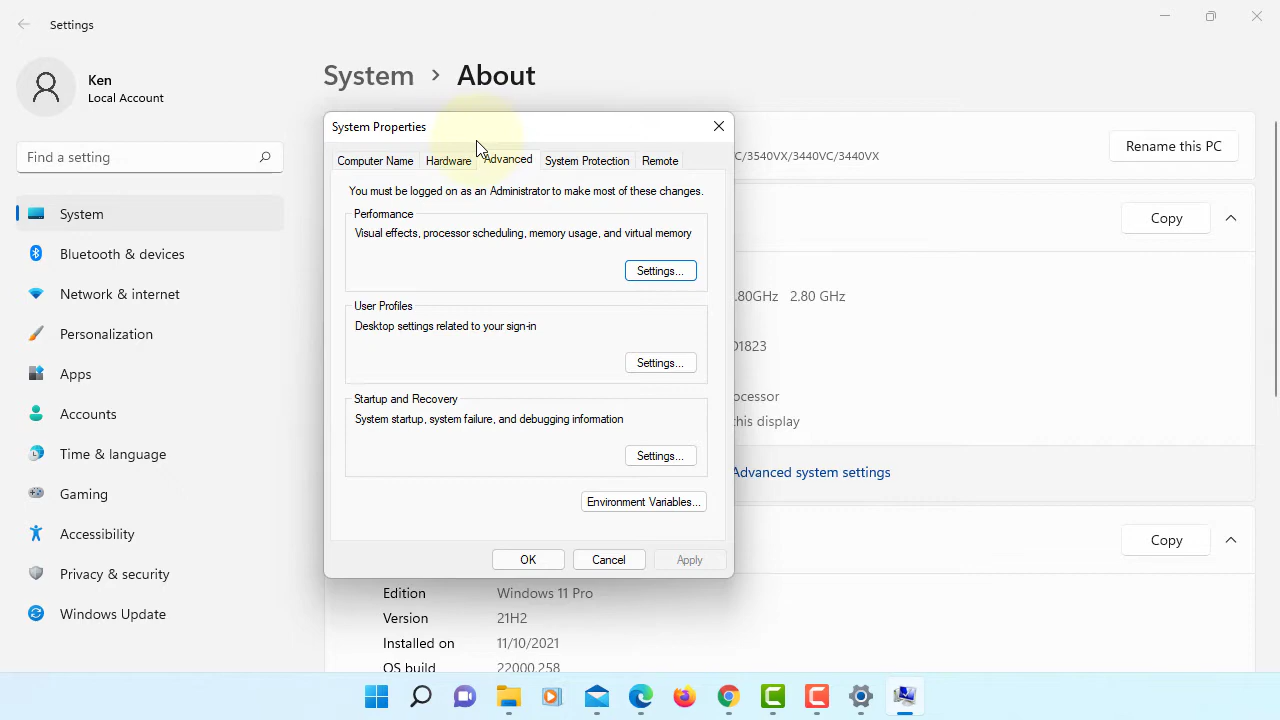 Settings
Ken
Local Account
Find a setting
System
Bluetooth & devices
Network & internet
Personalization
Apps
Accounts
Time & language
Gaming
Accessibility
Privacy & security
Windows Update
System > About
C/3540VX/3440VC/3440VX
Rename this PC
Copy
.80GHz 2.80 GHz
01823
ocessor
this display
Advanced system settings
Copy
Edition Windows 11 Pro
Version 21H2
Installed on 11/10/2021
OS build 22000.258
System Properties
Computer Name Hardware Advanced System Protection Remote
You must be logged on as an Administrator to make most of these changes.
Performance
Visual effects, processor scheduling, memory usage, and virtual memory
Settings...
User Profiles
Desktop settings related to your sign-in
Settings...
Startup and Recovery
System startup, system failure, and debugging information
Settings...
Environment Variables...
OK Cancel Apply